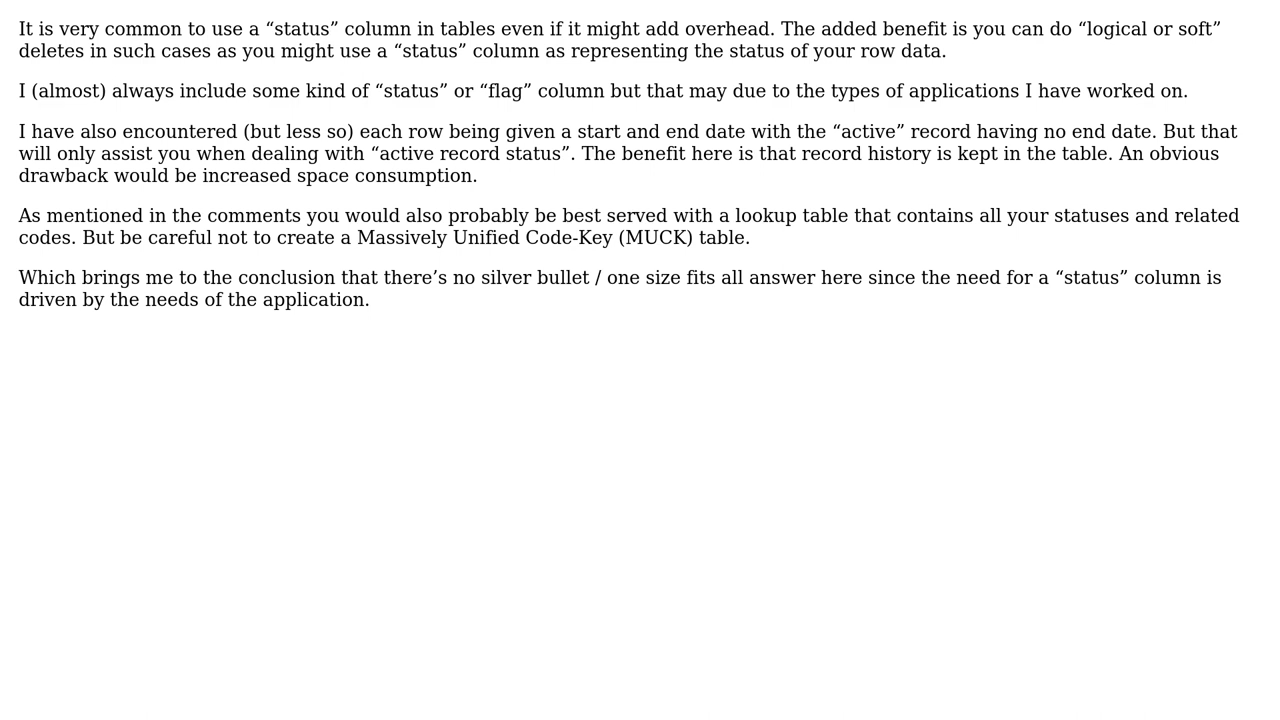 It is very common to use a “status” column in tables even if it might add overhead. The added benefit is you can do “logical or soft”
deletes in such cases as you might use a “status” column as representing the status of your row data.
I (almost) always include some kind of “status” or “flag” column but that may due to the types of applications I have worked on.
I have also encountered (but less so) each row being given a start and end date with the “active” record having no end date. But that
will only assist you when dealing with “active record status”. The benefit here is that record history is kept in the table. An obvious
drawback would be increased space consumption.
As mentioned in the comments you would also probably be best served with a lookup table that contains all your statuses and related
codes. But be careful not to create a Massively Unified Code-Key (MUCK) table.
Which brings me to the conclusion that there’s no silver bullet / one size fits all answer here since the need for a “status” column is
driven by the needs of the application.